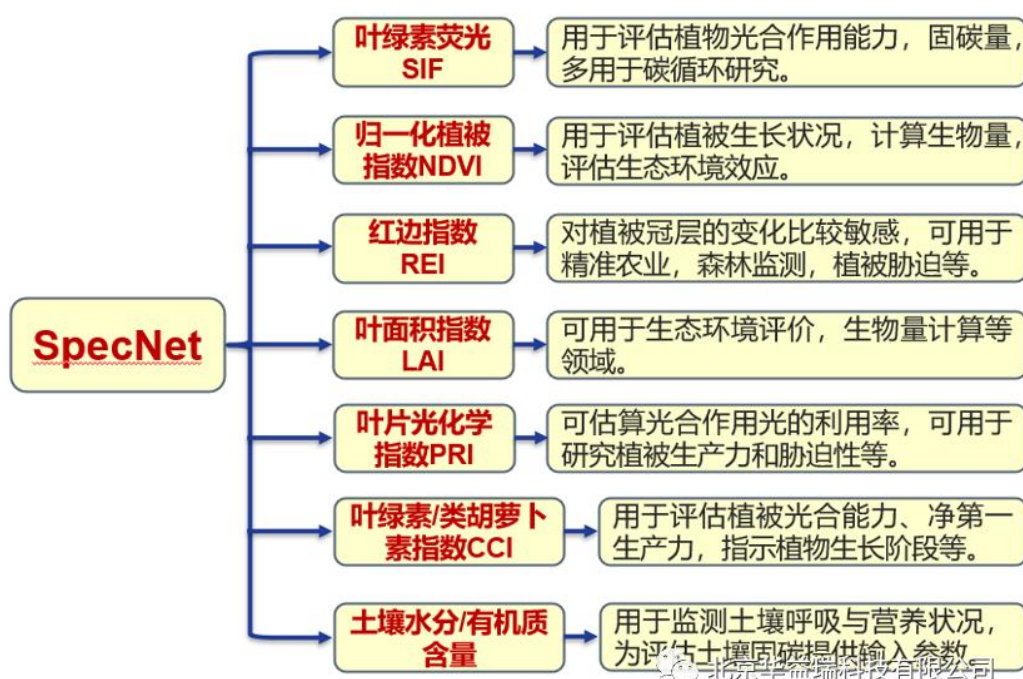 SpecNet
叶绿素荧光
SIF
用于评估植物光合作用能力，固碳量，
多用于碳循环研究。
归一化植被
指数NDVI
用于评估植被生长状况，计算生物量，
评估生态环境效应。
红边指数
REI
对植被冠层的变化比较敏感，可用于
精准农业，森林监测，植被胁迫等。
叶面积指数
LAI
可用于生态环境评价，生物量计算等
领域。
叶片光化学
指数PRI
可估算光合作用光的利用率，可用于
研究植被生产力和胁迫性等。
叶绿素/类胡萝卜
素指数CCI
用于评估植被光合能力、净第一
生产力，指示植物生长阶段等。
土壤水分/有机质
含量
用于监测土壤呼吸与营养状况，
为评估土壤固碳提供输入参数
北京华益瑞科技有限公司